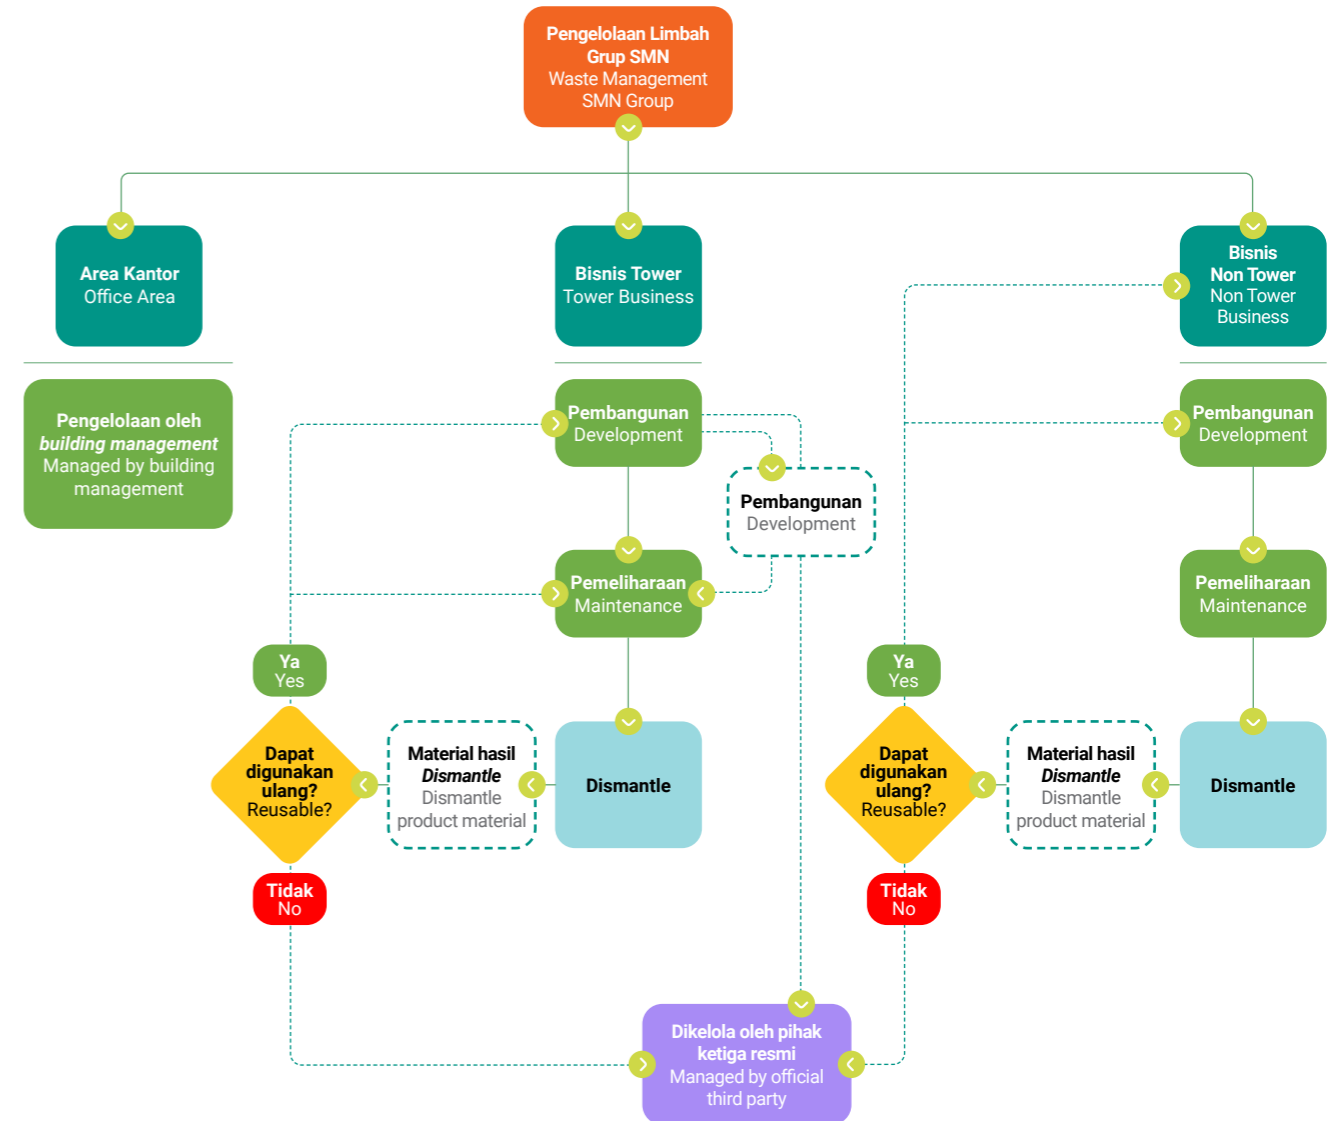 Pengelolaan Limbah
Grup SMN
Waste Management
SMN Group
Area Kantor
Office Area
Bisnis Tower
Tower Business
Bisnis
Non Tower
Non Tower
Business
Pengelolaan oleh
building management
Managed by building
management
Pembangunan
Development
Pembangunan
Development
Pembangunan
Development
Pemeliharaan
Maintenance
Pemeliharaan
Maintenance
Ya
Yes
Ya
Yes
Dapat
digunakan
ulang?
Reusable?
Material hasil
Dismantle
Dismantle
product material
Dismantle
Dapat
digunakan
ulang?
Reusable?
Material hasil
Dismantle
Dismantle
product material
Dismantle
Tidak
No
Tidak
No
Dikelola oleh pihak
ketiga resmi
Managed by official
third party